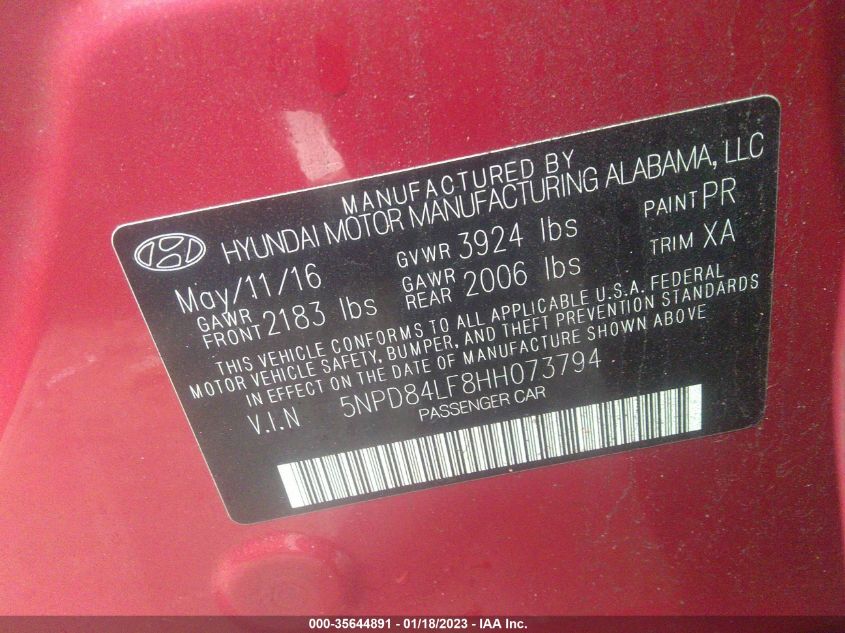 MANUFACTURED BY
HYUNDAI MOTOR MANUFACTURING ALABAMA, LLC
May/11/16 GVWR 3924 lbs PAINT PR
GAWR FRONT 2183 lbs GAWR REAR 2006 lbs TRIM XA
THIS VEHICLE CONFORMS TO ALL APPLICABLE U.S.A. FEDERAL
MOTOR VEHICLE SAFETY, BUMPER, AND THEFT PREVENTION STANDARDS
IN EFFECT ON THE DATE OF MANUFACTURE SHOWN ABOVE
V.I.N 5NPD84LF8HH073794
PASSENGER CAR
000-35644891 - 01/18/2023 - IAA Inc.